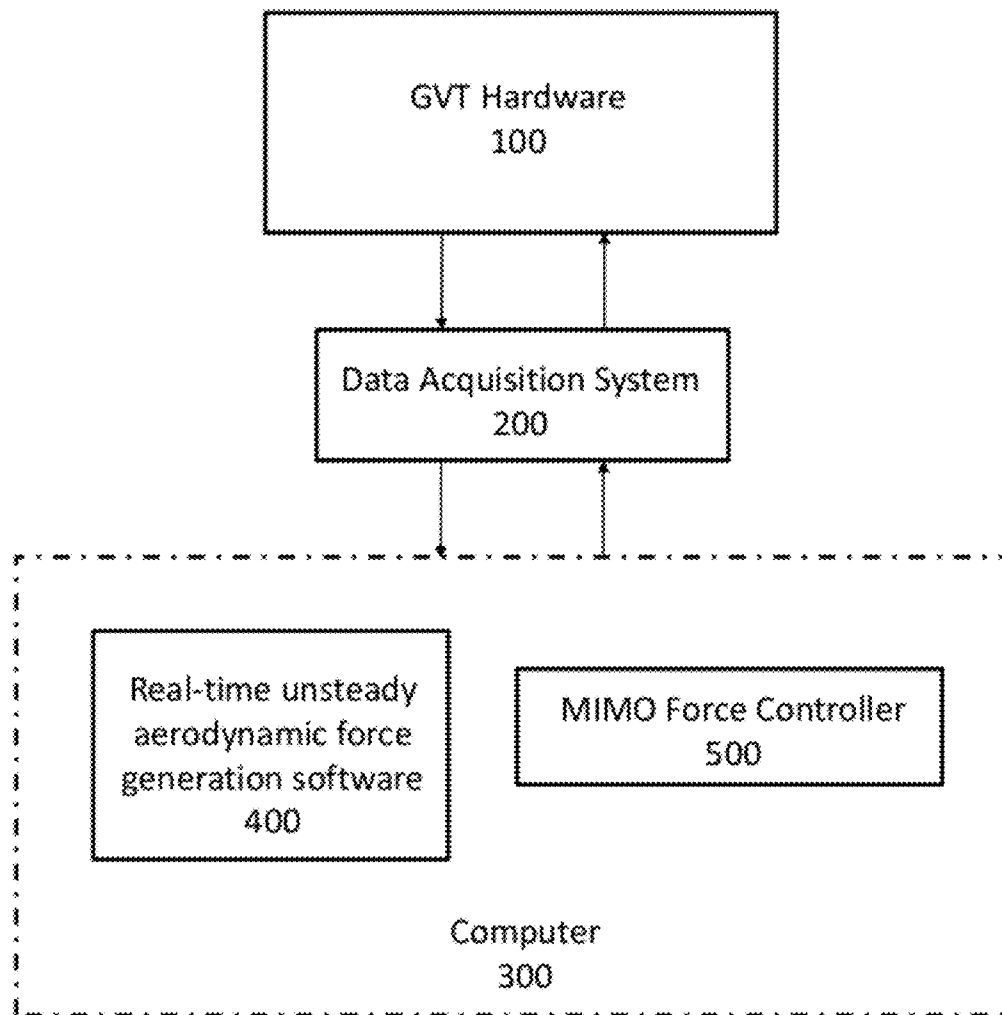 GVT Hardware
100
Data Acquisition System
200
Real-time unsteady
aerodynamic force
generation software
400
MIMO Force Controller
500
Computer
300